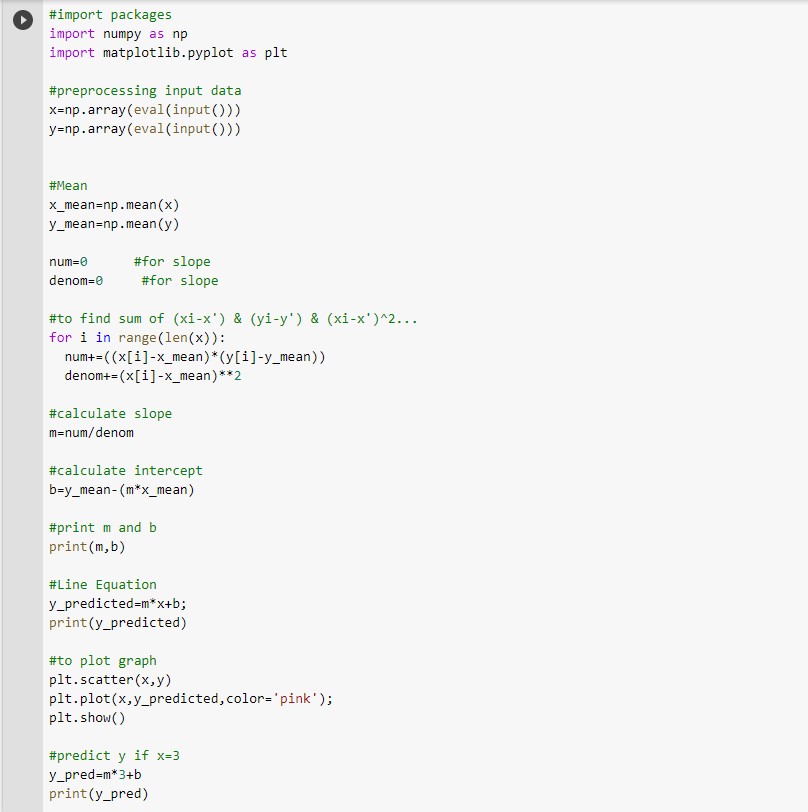 #import packages
import numpy as np
import matplotlib.pyplot as plt
#preprocessing input data
x=np.array(eval(input()))
y=np.array(eval(input()))
#Mean
x_mean=np.mean(x)
y_mean=np.mean(y)
num=0      #for slope
denom=0     #for slope
#to find sum of (xi-x') & (yi-y') & (xi-x')^2...
for i in range(len(x)):
  num+=((x[i]-x_mean)*(y[i]-y_mean))
  denom+=(x[i]-x_mean)**2
#calculate slope
m=num/denom
#calculate intercept
b=y_mean-(m*x_mean)
#print m and b
print(m,b)
#Line Equation
y_predicted=m*x+b;
print(y_predicted)
#to plot graph
plt.scatter(x,y)
plt.plot(x,y_predicted,color='pink');
plt.show()
#predict y if x=3
y_pred=m*3+b
print(y_pred)